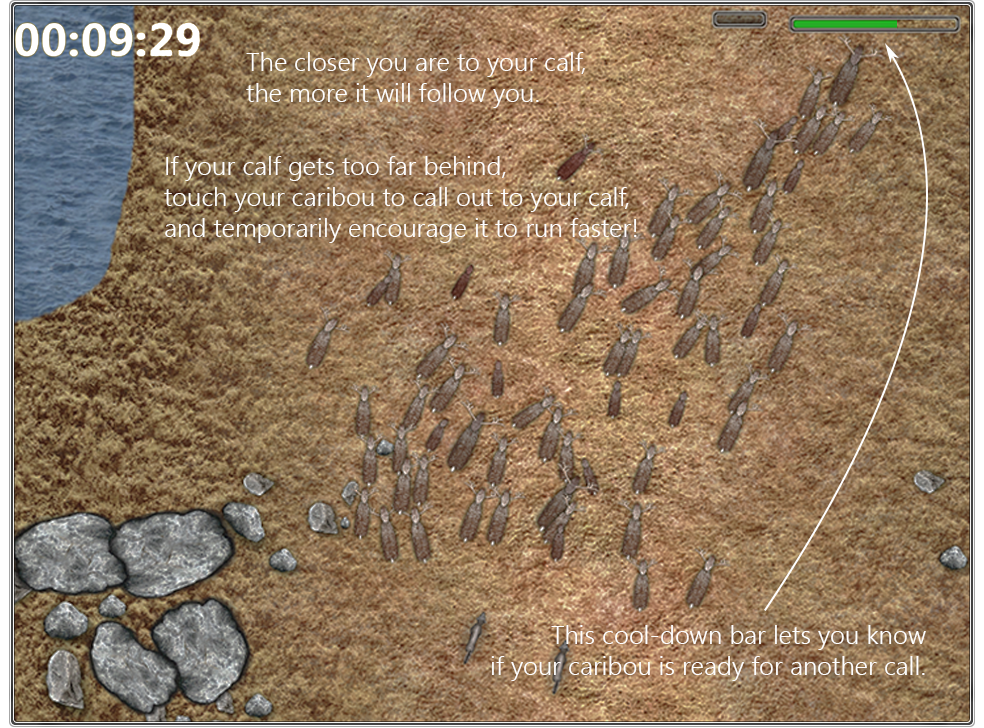 00:09:29
The closer you are to your calf,
the more it will follow you.
If your calf gets too far behind,
touch your caribou to call out to your calf,
and temporarily encourage it to run faster!
This cool-down bar lets you know
if your caribou is ready for another call.